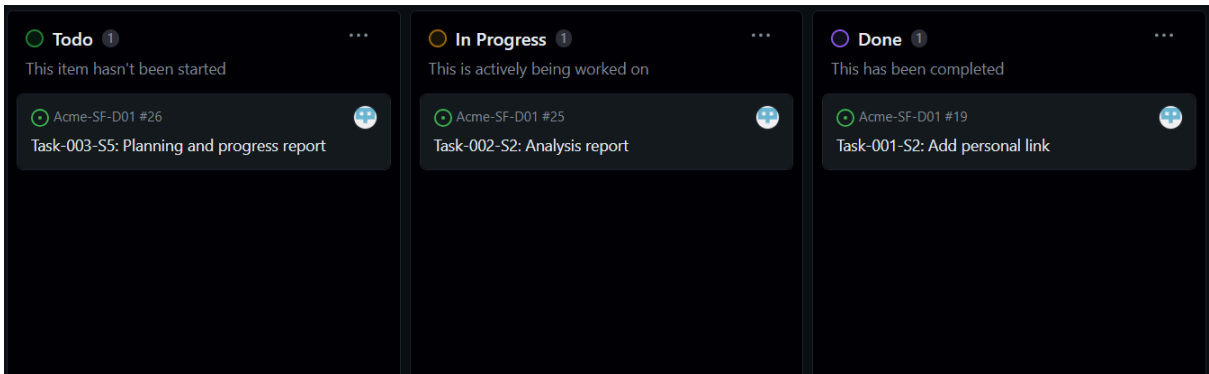 Todo 1
This item hasn't been started
Acme-SF-D01 #26
Task-003-S5: Planning and progress report
In Progress 1
This is actively being worked on
Acme-SF-D01 #25
Task-002-S2: Analysis report
Done 1
This has been completed
Acme-SF-D01 #19
Task-001-S2: Add personal link